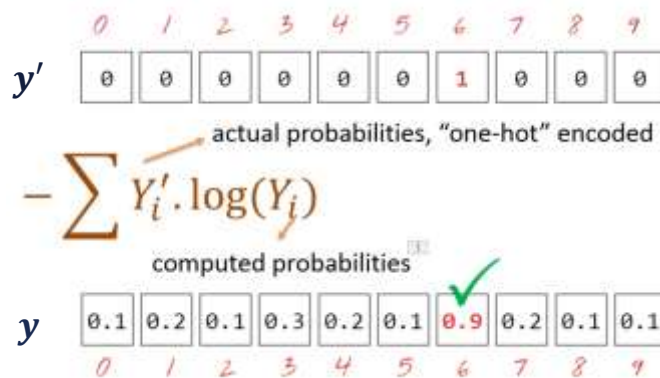 0 1 2 3 4 5 6 7 8 9
y′ 0 0 0 0 0 0 1 0 0 0
actual probabilities, “one-hot” encoded
− ∑ Y′ᵢ . log(Yᵢ)
computed probabilities
y 0.1 0.2 0.1 0.3 0.2 0.1 0.9 0.2 0.1 0.1
0 1 2 3 4 5 6 7 8 9